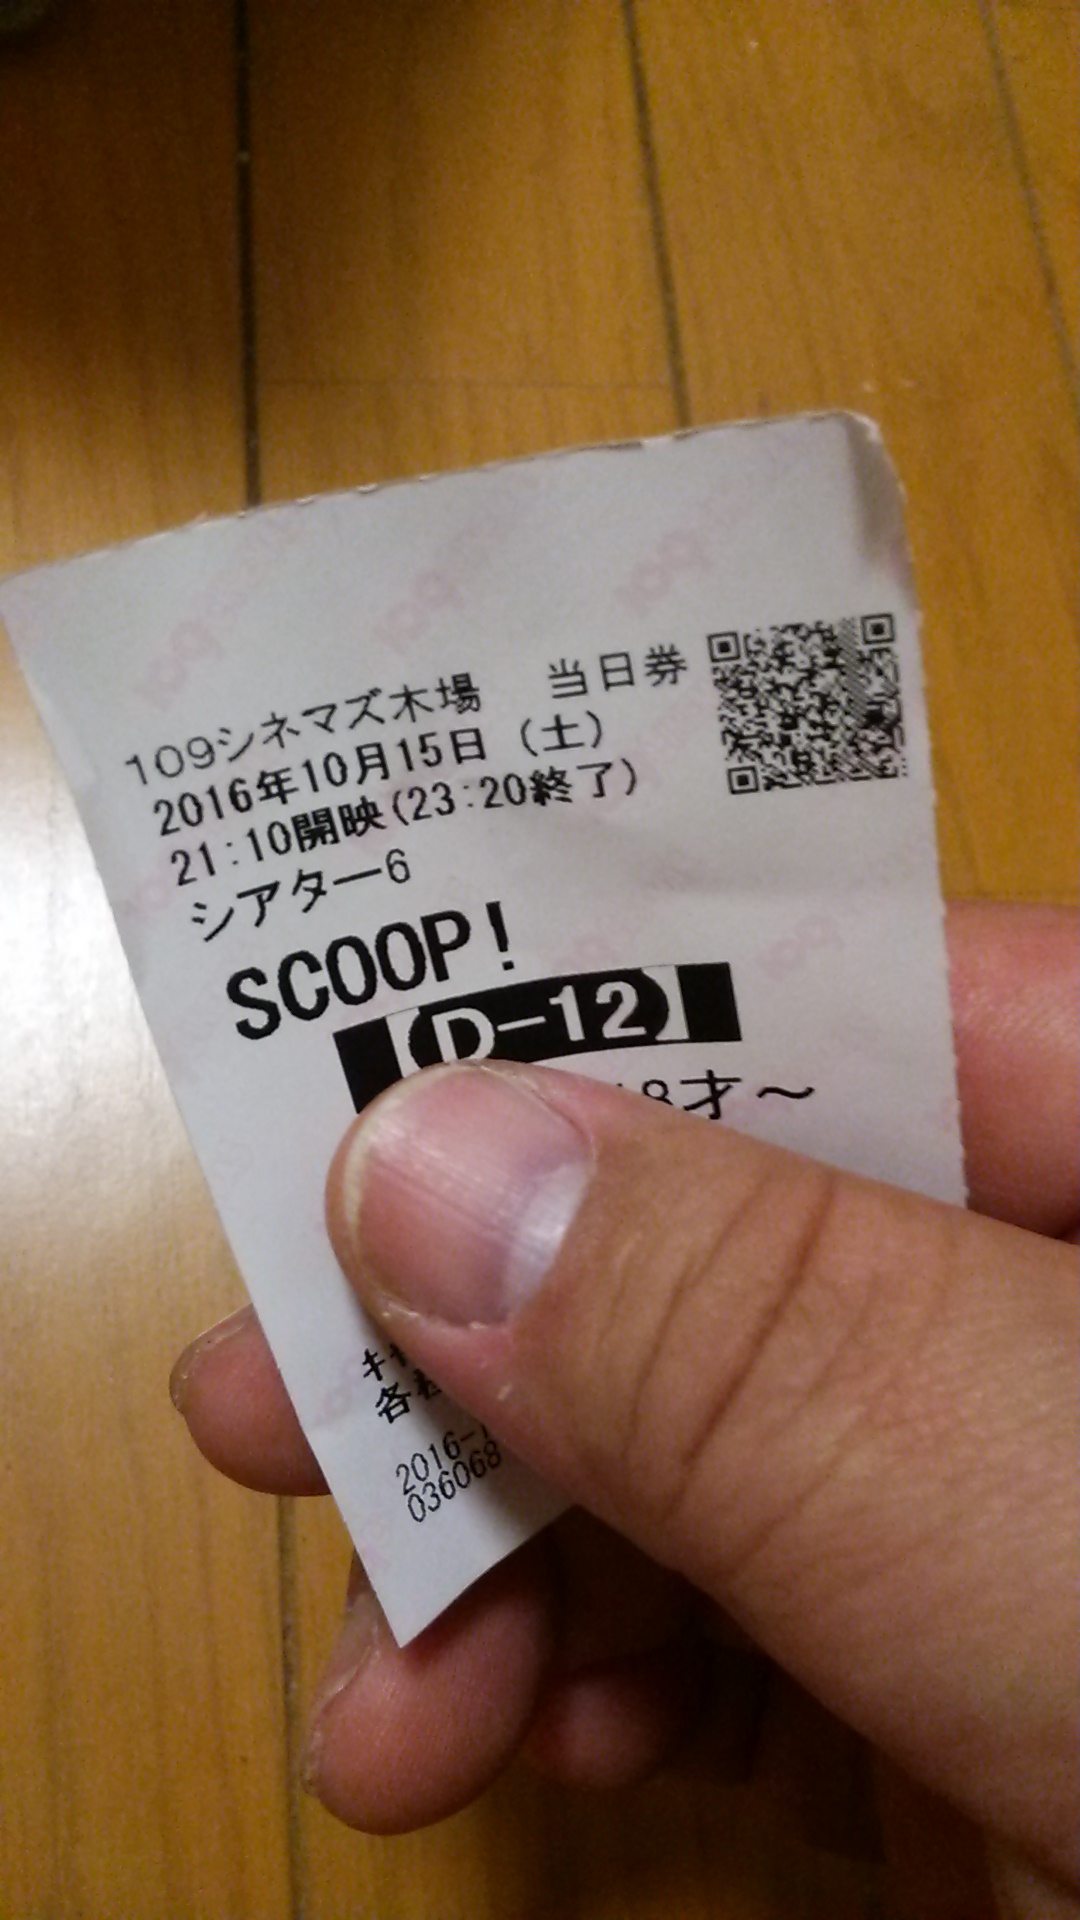 109シネマズ木場 当日券
2016年10月15日(土)
21:10開映(23:20終了)
シアター6
SCOOP!
【D-12】
18才～
各
2016-
036068